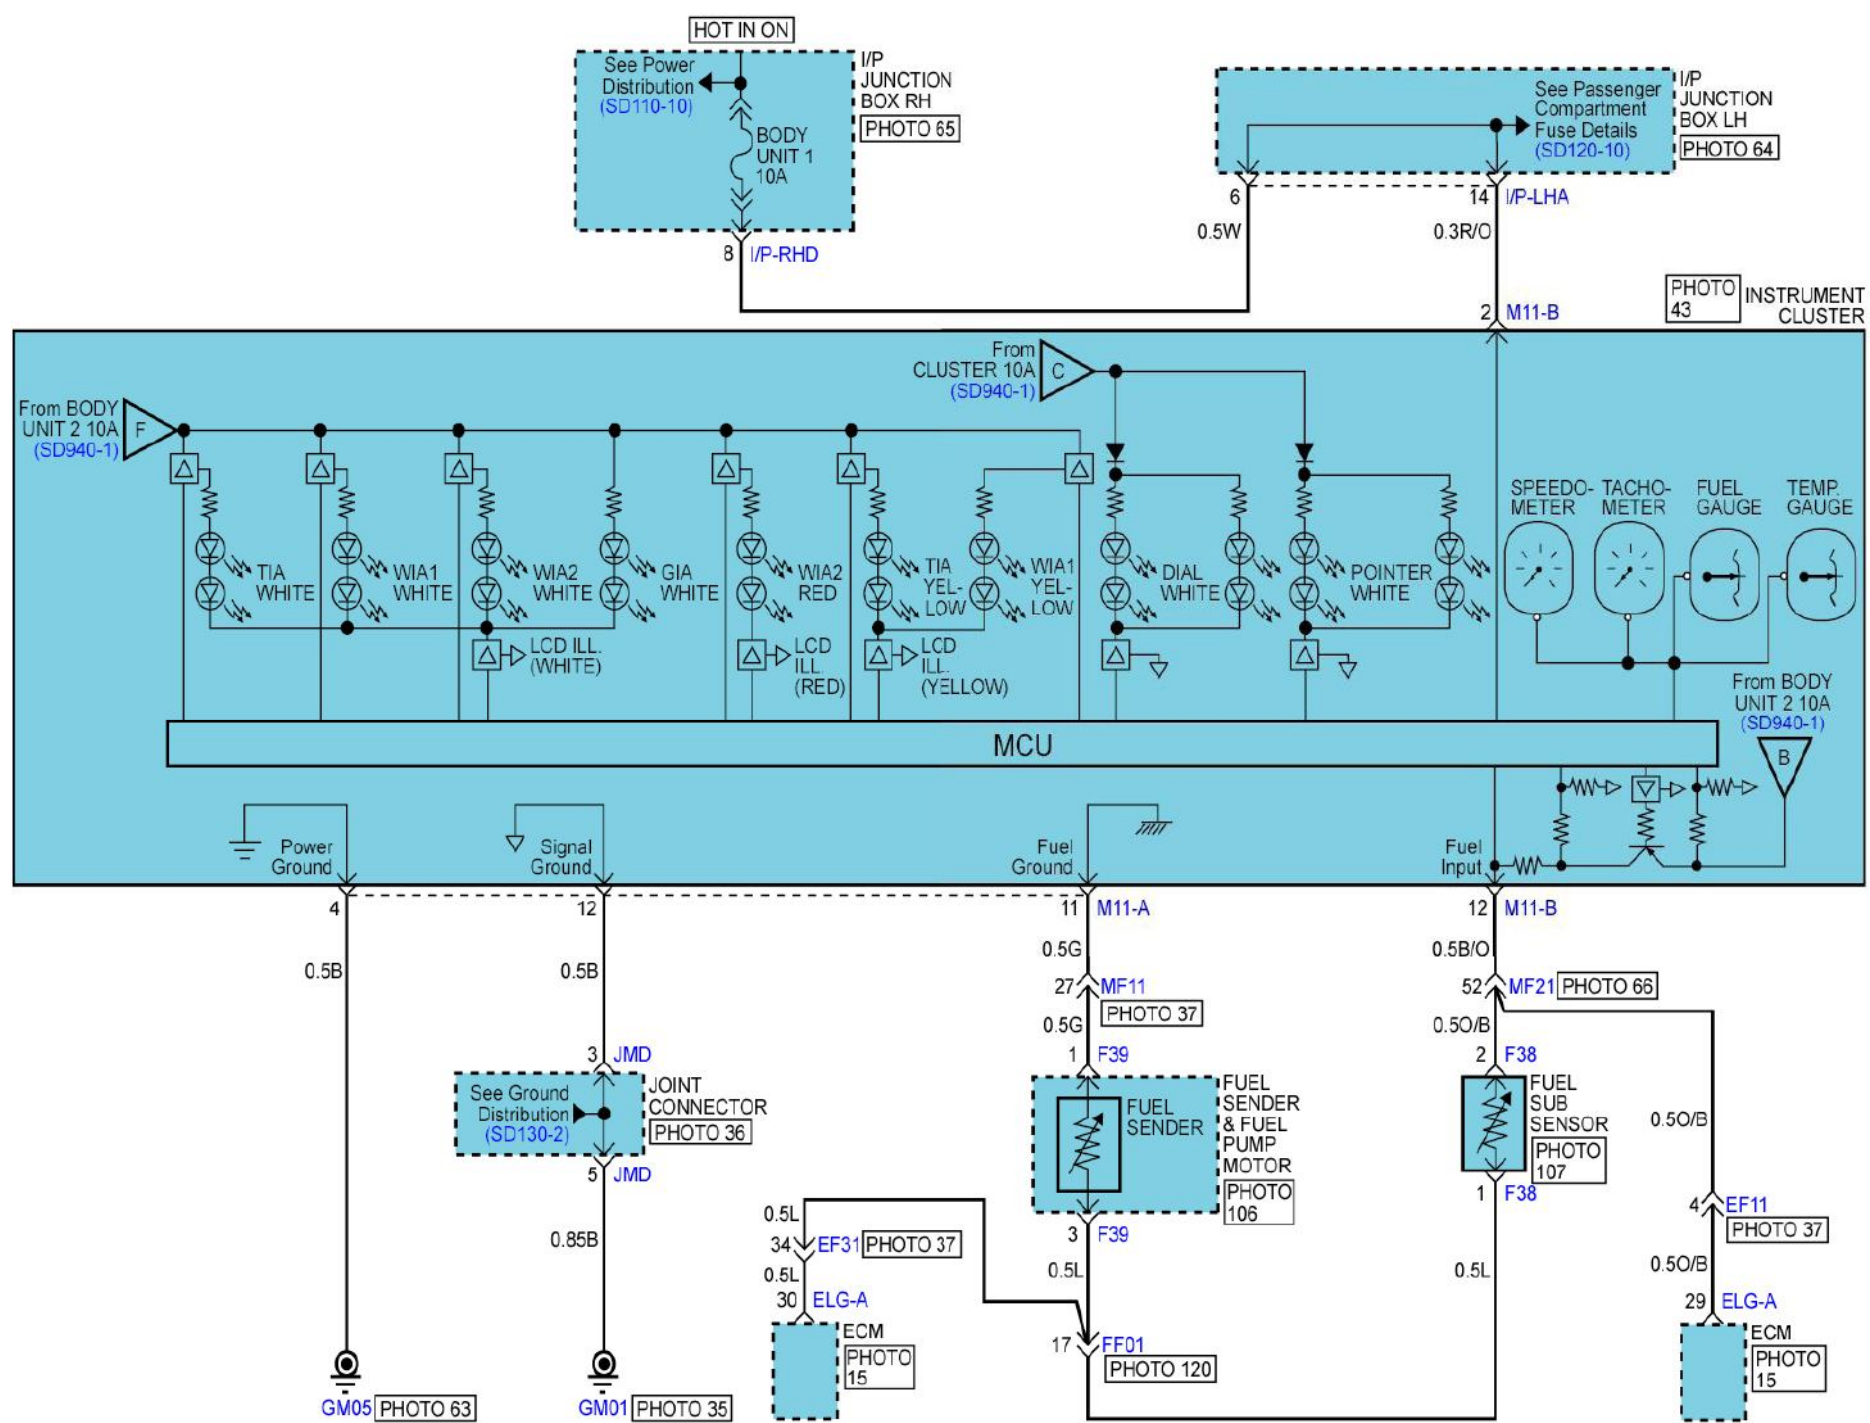 HOT IN ON
See Power
Distribution
(SD110-10)
BODY
UNIT 1
10A
I/P
JUNCTION
BOX RH
PHOTO 65
8 I/P-RHD
See Passenger
Compartment
Fuse Details
(SD120-10)
I/P
JUNCTION
BOX LH
PHOTO 64
6
14 I/P-LHA
0.5W
0.3R/O
2 M11-B
PHOTO
43
INSTRUMENT
CLUSTER
From BODY
UNIT 2 10A
(SD940-1)
F
From
CLUSTER 10A
(SD940-1)
C
TIA
WHITE
WIA1
WHITE
WIA2
WHITE
GIA
WHITE
WIA2
RED
TIA
YEL-
LOW
WIA1
YEL-
LOW
DIAL
WHITE
POINTER
WHITE
SPEEDO-
METER
TACHO-
METER
FUEL
GAUGE
TEMP.
GAUGE
LCD ILL.
(WHITE)
LCD
ILL.
(RED)
LCD
ILL.
(YELLOW)
From BODY
UNIT 2 10A
(SD940-1)
B
MCU
Power
Ground
Signal
Ground
Fuel
Ground
Fuel
Input
4
12
11 M11-A
12 M11-B
0.5B
0.5B
0.5G
0.5B/O
27 MF11
PHOTO 37
52 MF21 PHOTO 66
0.5G
0.5O/B
3 JMD
1 F39
2 F38
See Ground
Distribution
(SD130-2)
JOINT
CONNECTOR
PHOTO 36
5 JMD
0.85B
FUEL
SENDER
FUEL
SENDER
& FUEL
PUMP
MOTOR
PHOTO
106
FUEL
SUB
SENSOR
PHOTO
107
0.5O/B
3 F39
1 F38
4 EF11
PHOTO 37
0.5L
34 EF31 PHOTO 37
0.5L
30 ELG-A
0.5L
0.5L
0.5O/B
29 ELG-A
ECM
PHOTO
15
17 FF01
PHOTO 120
ECM
PHOTO
15
GM05 PHOTO 63
GM01 PHOTO 35